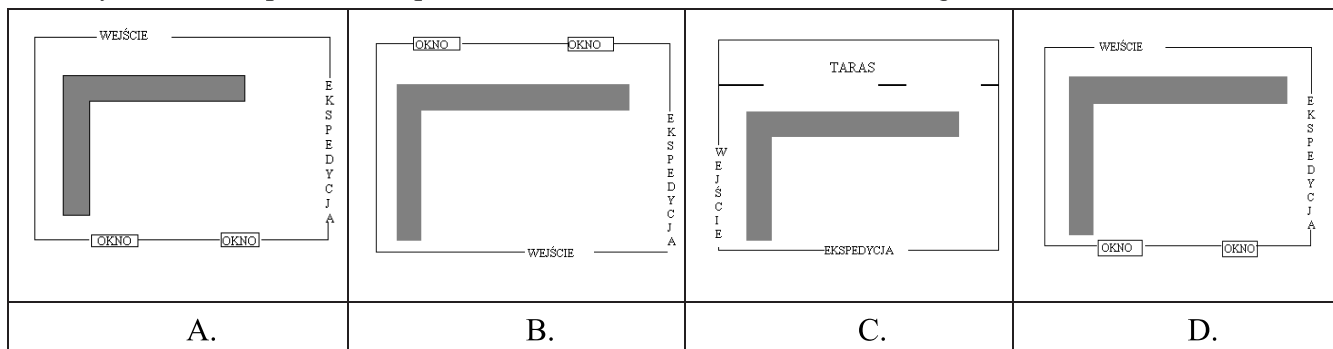 WEJŚCIE
EKSPEDYCJA
OKNO OKNO
A.
OKNO OKNO
EKSPEDYCJA
WEJŚCIE
B.
TARAS
WEJŚCIE
EKSPEDYCJA
C.
WEJŚCIE
EKSPEDYCJA
OKNO OKNO
D.